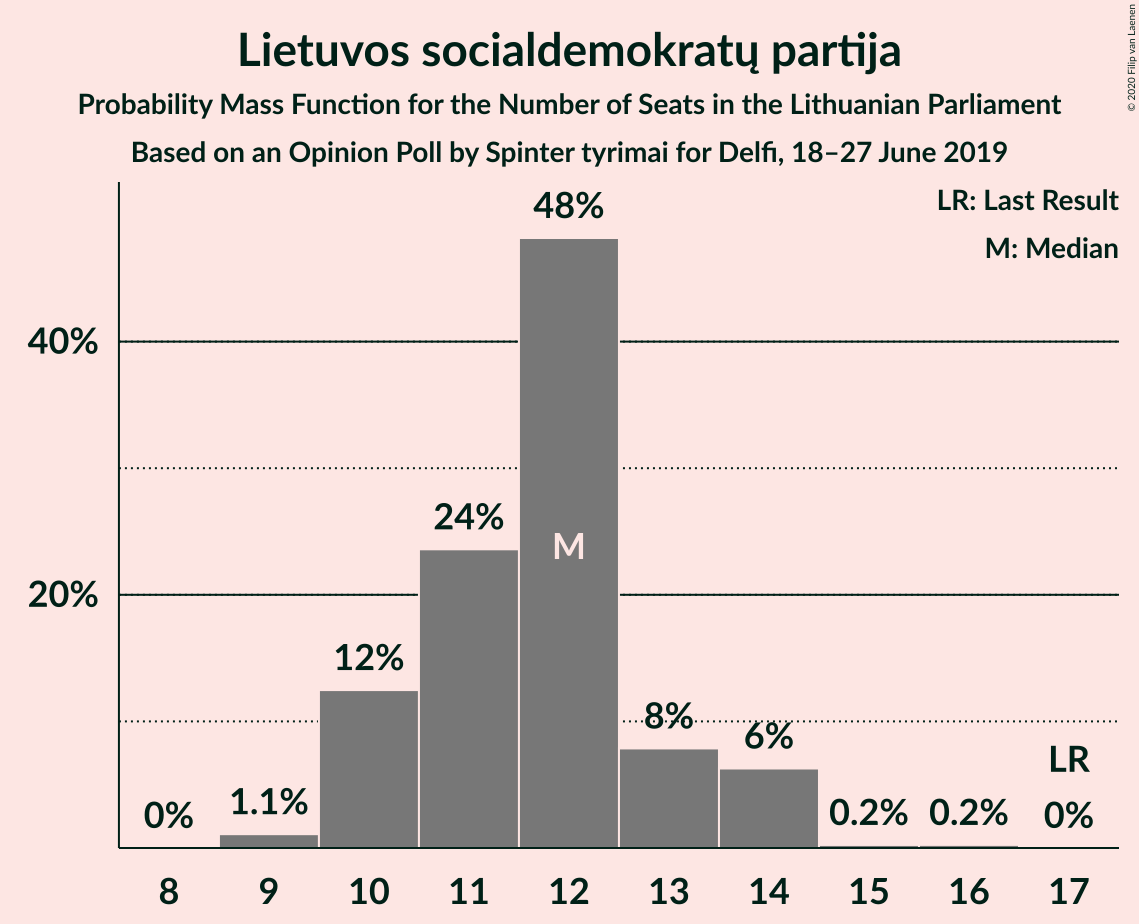 Lietuvos socialdemokratų partija
Probability Mass Function for the Number of Seats in the Lithuanian Parliament
Based on an Opinion Poll by Spinter tyrimai for Delfi, 18–27 June 2019
© 2020 Filip van Laenen
LR: Last Result
M: Median
48%
40%
24%
M
20%
12%
8%
6%
LR
0%
1.1%
0.2%
0.2%
0%
8
9
10
11
12
13
14
15
16
17